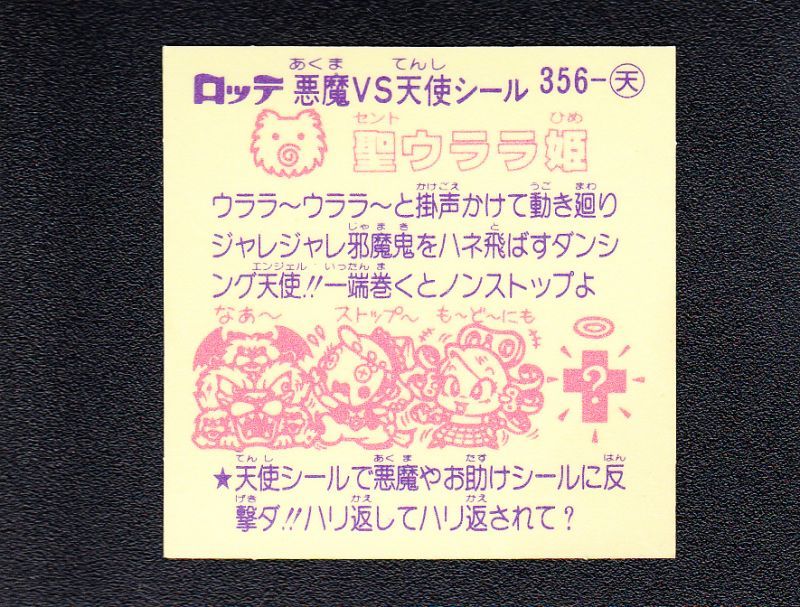 ロッテ 悪魔VS天使シール 356-天
あくま てんし
聖ウララ姫
セント ひめ
ウララ〜ウララ〜と掛声かけて動き廻り
かけごえ うご まわ
ジャレジャレ邪魔鬼をハネ飛ばすダンシ
じゃまき と
ング天使!!一端巻くとノンストップよ
エンジェル いったんま
なぁ〜 ストップ〜 も〜ど〜にも
?
★天使シールで悪魔やお助けシールに反
てんし あくま たす はん
撃ダ!!ハリ返してハリ返されて?
げき かえ かえ